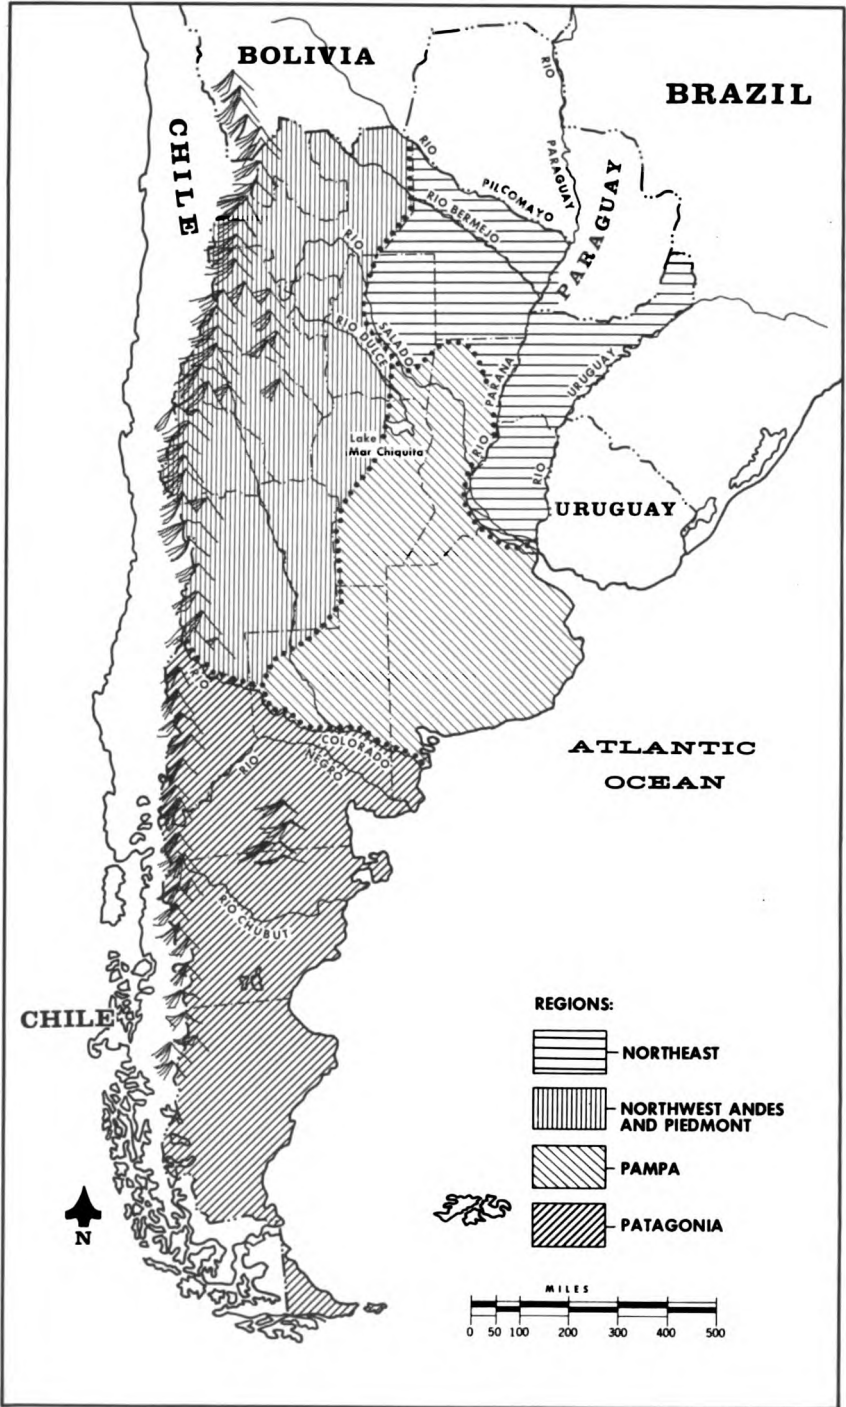 BOLIVIA
BRAZIL
CHILE
RIO
PARAGUAY
RIO
PILCOMAYO
RIO BERMEJO
PARAGUAY
RIO
SALADO
RIO DULCE
RIO
PARANA
RIO
URUGUAY
Lake
Mar Chiquita
URUGUAY
RIO
COLORADO
RIO
NEGRO
ATLANTIC
OCEAN
RIO CHUBUT
CHILE
REGIONS:
NORTHEAST
NORTHWEST ANDES
AND PIEDMONT
PAMPA
PATAGONIA
N
MILES
0 50 100 200 300 400 500